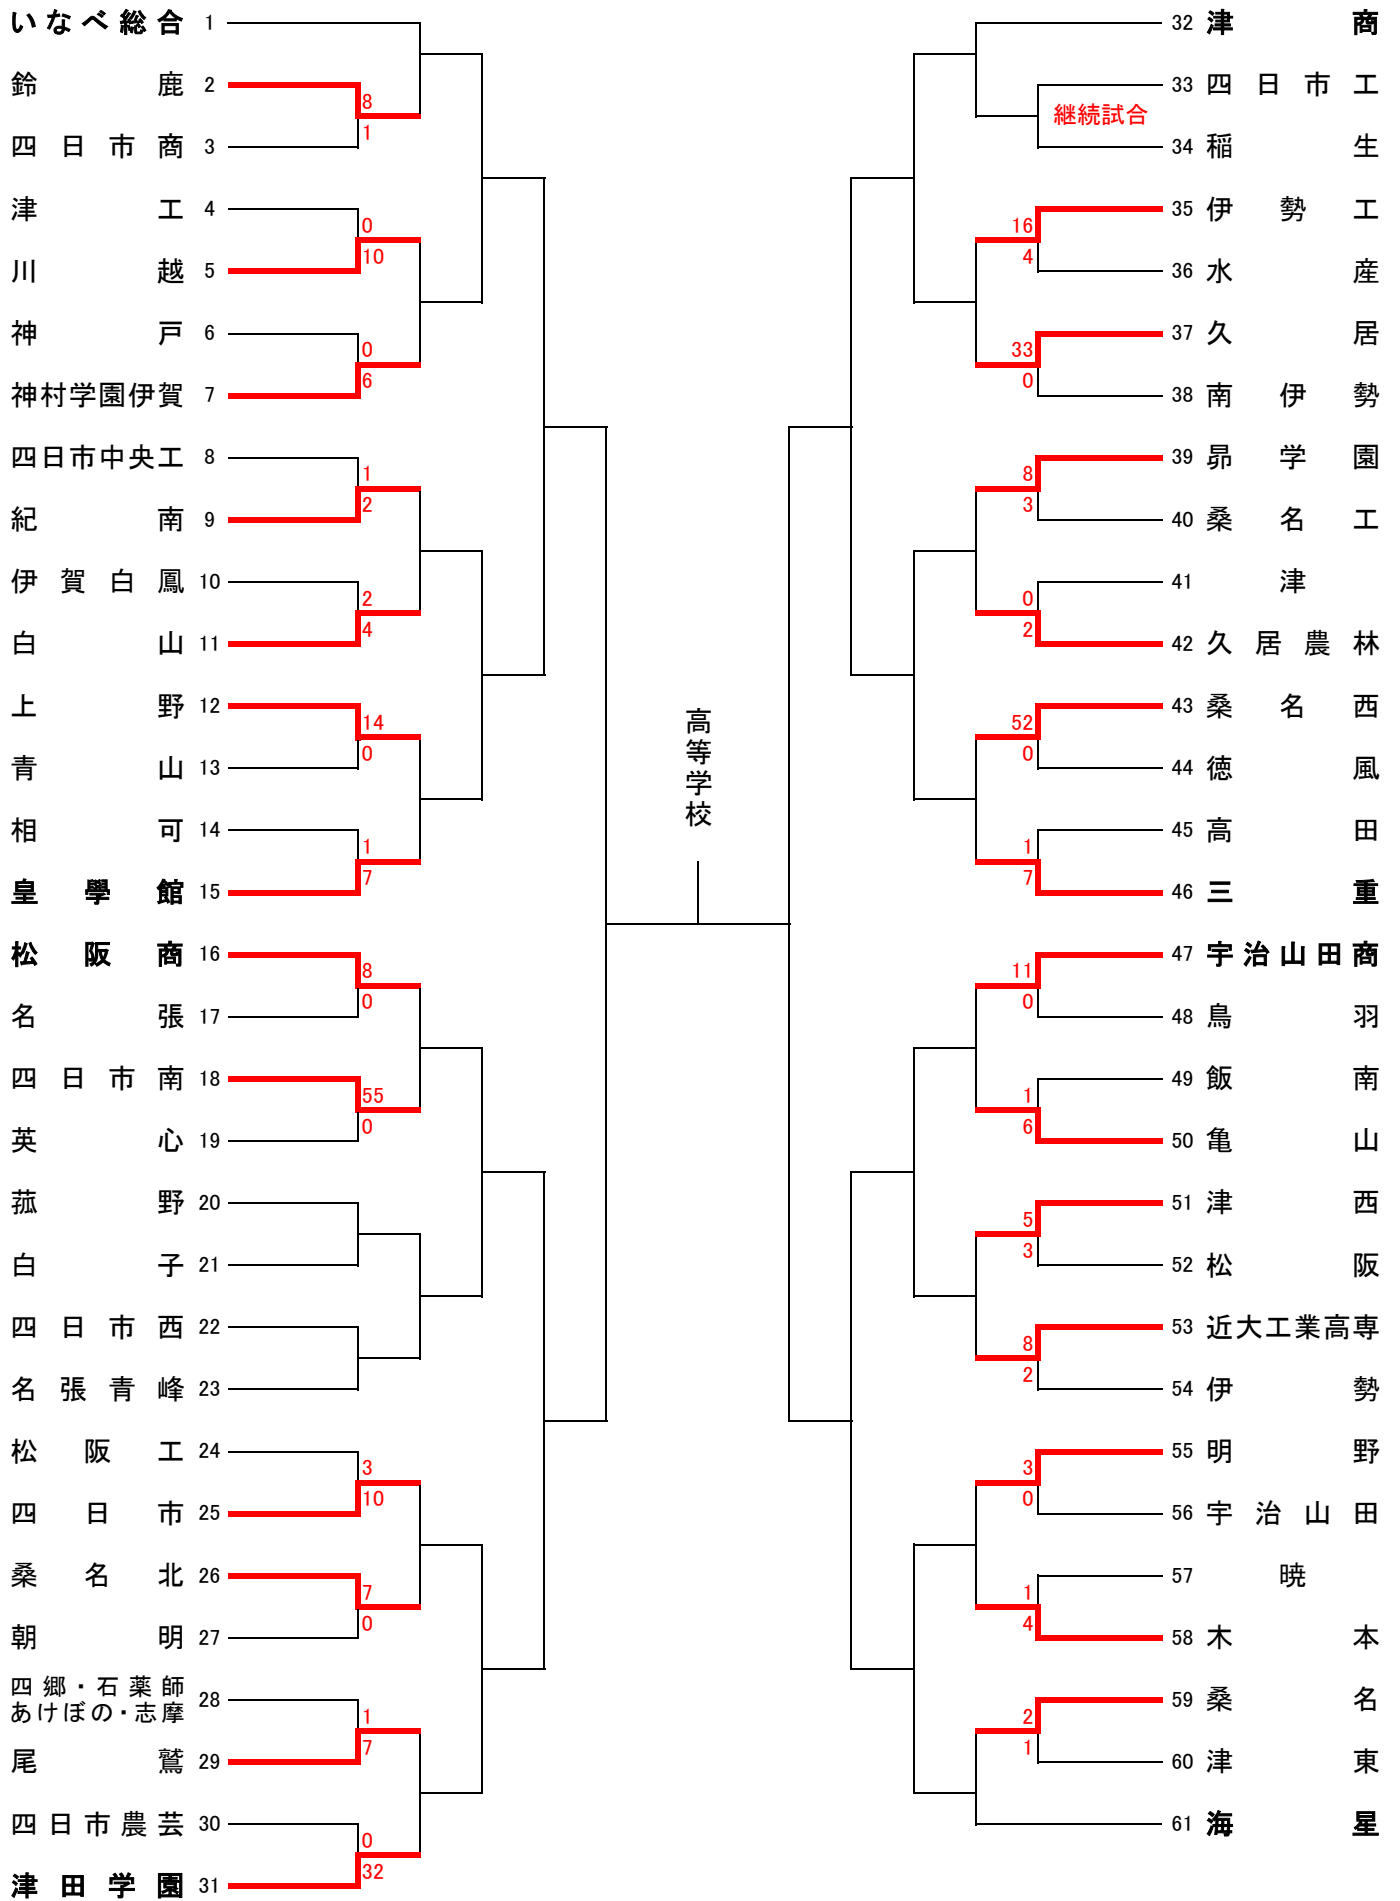 いなべ総合 1
鈴鹿 2
8
1
四日市商 3
津工 4
0
10
川越 5
神戸 6
0
6
神村学園伊賀 7
四日市中央工 8
1
2
紀南 9
伊賀白鳳 10
2
4
白山 11
上野 12
14
0
青山 13
相可 14
1
7
皇學館 15
松阪商 16
8
0
名張 17
四日市南 18
55
0
英心 19
菰野 20
白子 21
四日市西 22
名張青峰 23
松阪工 24
3
10
四日市 25
桑名北 26
7
0
朝明 27
四郷・石薬師
あけぼの・志摩 28
1
7
尾鷲 29
四日市農芸 30
0
32
津田学園 31
高等学校
32 津商
33 四日市工
継続試合
34 稲生
35 伊勢工
16
4
36 水産
37 久居
33
0
38 南伊勢
39 昴学園
8
3
40 桑名工
41 津
0
2
42 久居農林
43 桑名西
52
0
44 徳風
45 高田
1
7
46 三重
47 宇治山田商
11
0
48 鳥羽
49 飯南
1
6
50 亀山
51 津西
5
3
52 松阪
53 近大工業高専
8
2
54 伊勢
55 明野
3
0
56 宇治山田
57 暁
1
4
58 木本
59 桑名
2
1
60 津東
61 海星